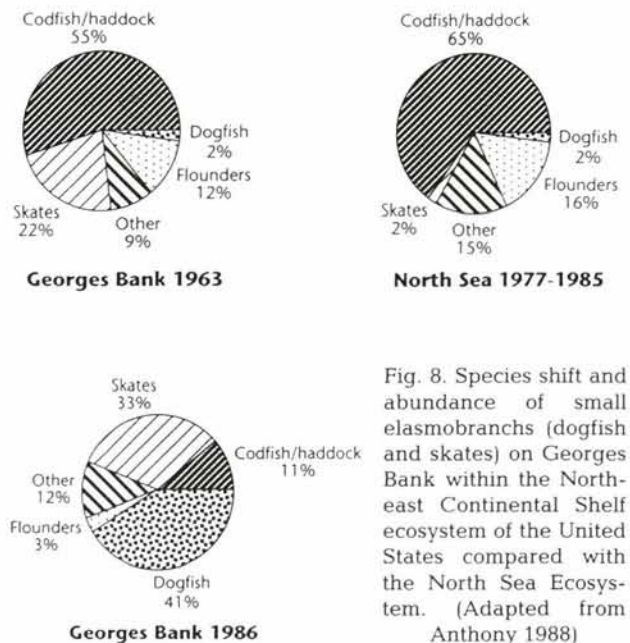 Codfish/haddock
55%
Dogfish
2%
Flounders
12%
Other
9%
Skates
22%
Georges Bank 1963
Codfish/haddock
65%
Dogfish
2%
Flounders
16%
Other
15%
Skates
2%
North Sea 1977-1985
Skates
33%
Codfish/haddock
11%
Other
12%
Flounders
3%
Dogfish
41%
Georges Bank 1986
Fig. 8. Species shift and
abundance of small
elasmobranchs (dogfish
and skates) on Georges
Bank within the North-
east Continental Shelf
ecosystem of the United
States compared with
the North Sea Ecosys-
tem. (Adapted from
Anthony 1988)